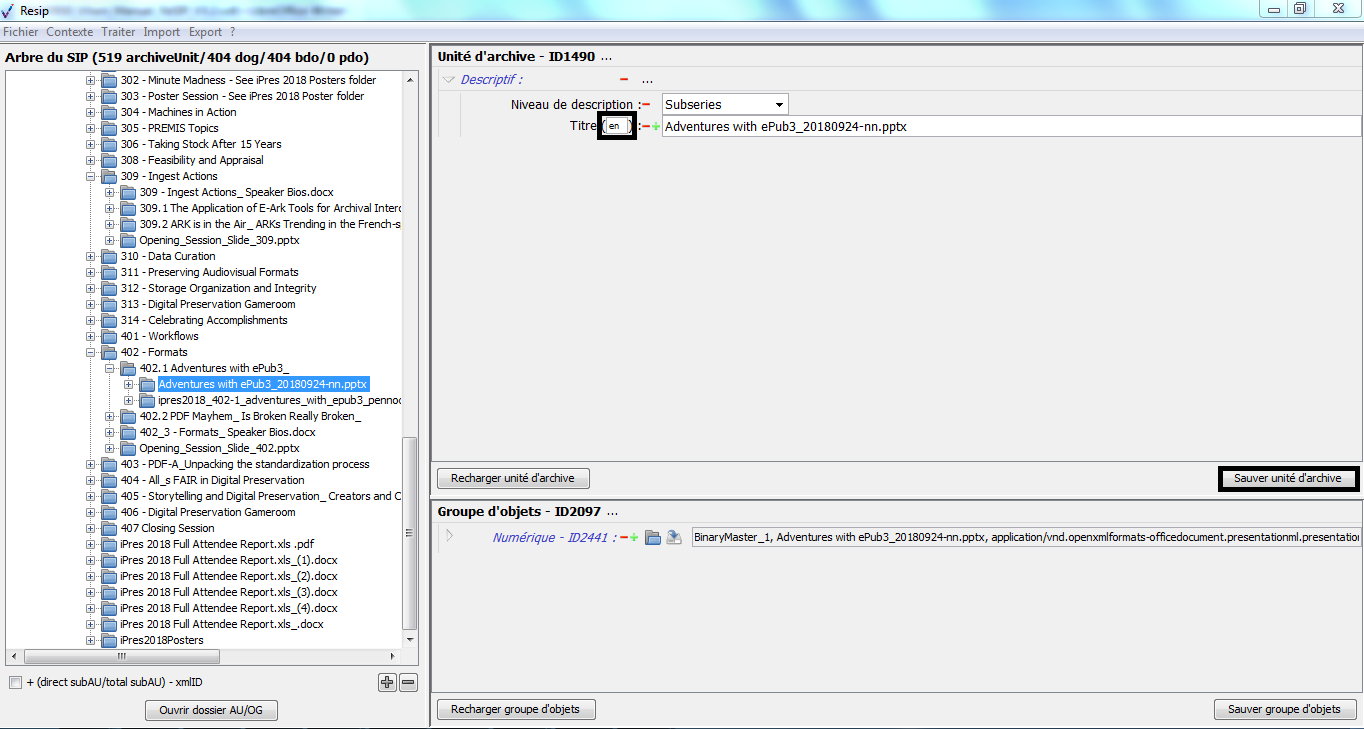 Resip
Fichier Contexte Traiter Import Export ?
Arbre du SIP (519 archiveUnit/404 dog/404 bdo/0 pdo)
302 - Minute Madness - See iPres 2018 Posters folder
303 - Poster Session - See iPres 2018 Poster folder
304 - Machines in Action
305 - PREMIS Topics
306 - Taking Stock After 15 Years
308 - Feasibility and Appraisal
309 - Ingest Actions
309 - Ingest Actions_ Speaker Bios.docx
309.1 The Application of E-Ark Tools for Archival Interc
309.2 ARK is in the Air_ ARKs Trending in the French-s
Opening_Session_Slide_309.pptx
310 - Data Curation
311 - Preserving Audiovisual Formats
312 - Storage Organization and Integrity
313 - Digital Preservation Gameroom
314 - Celebrating Accomplishments
401 - Workflows
402 - Formats
402.1 Adventures with ePub3_
Adventures with ePub3_20180924-nn.pptx
ipres2018_402-1_adventures_with_epub3_pennoc
402.2 PDF Mayhem_ Is Broken Really Broken_
402_3 - Formats_ Speaker Bios.docx
Opening_Session_Slide_402.pptx
403 - PDF-A_Unpacking the standardization process
404 - All_s FAIR in Digital Preservation
405 - Storytelling and Digital Preservation_ Creators and C
406 - Digital Preservation Gameroom
407 Closing Session
iPres 2018 Full Attendee Report.xls .pdf
iPres 2018 Full Attendee Report.xls_(1).docx
iPres 2018 Full Attendee Report.xls_(2).docx
iPres 2018 Full Attendee Report.xls_(3).docx
iPres 2018 Full Attendee Report.xls_(4).docx
iPres 2018 Full Attendee Report.xls_.docx
iPres2018Posters
+ (direct subAU/total subAU) - xmlID
Ouvrir dossier AU/OG
Unité d'archive - ID1490 ...
Descriptif : ...
Niveau de description : Subseries
Titre (en) : Adventures with ePub3_20180924-nn.pptx
Recharger unité d'archive Sauver unité d'archive
Groupe d'objets - ID2097 ...
Numérique - ID2441 : BinaryMaster_1, Adventures with ePub3_20180924-nn.pptx, application/vnd.openxmlformats-officedocument.presentationml.presentation
Recharger groupe d'objets Sauver groupe d'objets